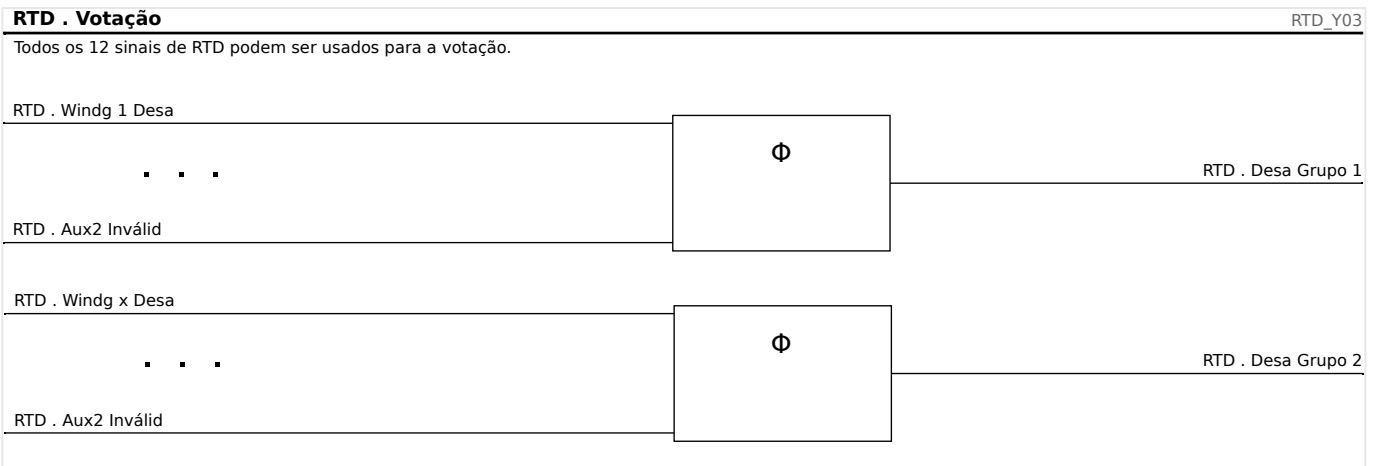 RTD . Votação
RTD_Y03
Todos os 12 sinais de RTD podem ser usados para a votação.
RTD . Windg 1 Desa
Φ
RTD . Desa Grupo 1
. . .
RTD . Aux2 Inválid
RTD . Windg x Desa
Φ
RTD . Desa Grupo 2
. . .
RTD . Aux2 Inválid